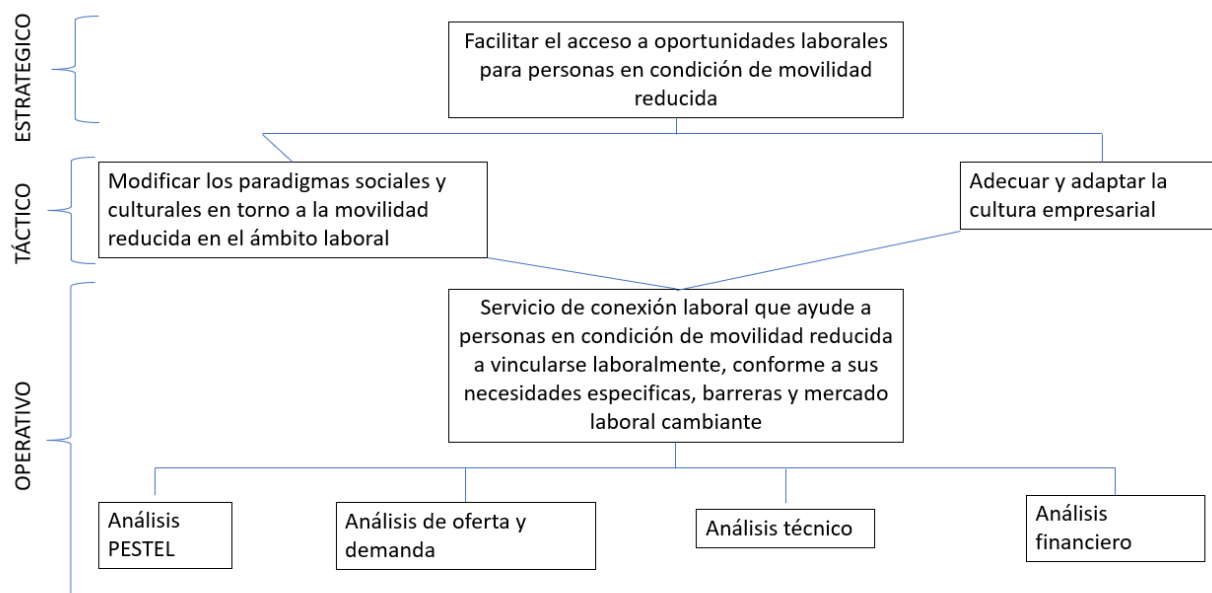 ESTRATEGICO
Facilitar el acceso a oportunidades laborales
para personas en condición de movilidad
reducida
TÁCTICO
Modificar los paradigmas sociales y
culturales en torno a la movilidad
reducida en el ámbito laboral
Adecuar y adaptar la
cultura empresarial
OPERATIVO
Servicio de conexión laboral que ayude a
personas en condición de movilidad reducida
a vincularse laboralmente, conforme a sus
necesidades especificas, barreras y mercado
laboral cambiante
Análisis
PESTEL
Análisis de oferta y
demanda
Análisis técnico
Análisis
financiero